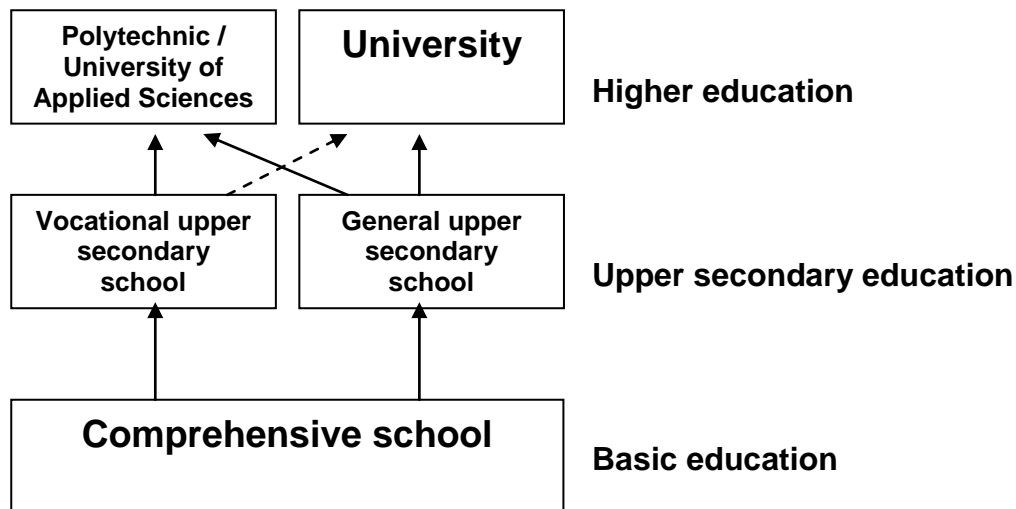 Polytechnic /
University of
Applied Sciences
University
Higher education
Vocational upper
secondary
school
General upper
secondary
school
Upper secondary education
Comprehensive school
Basic education